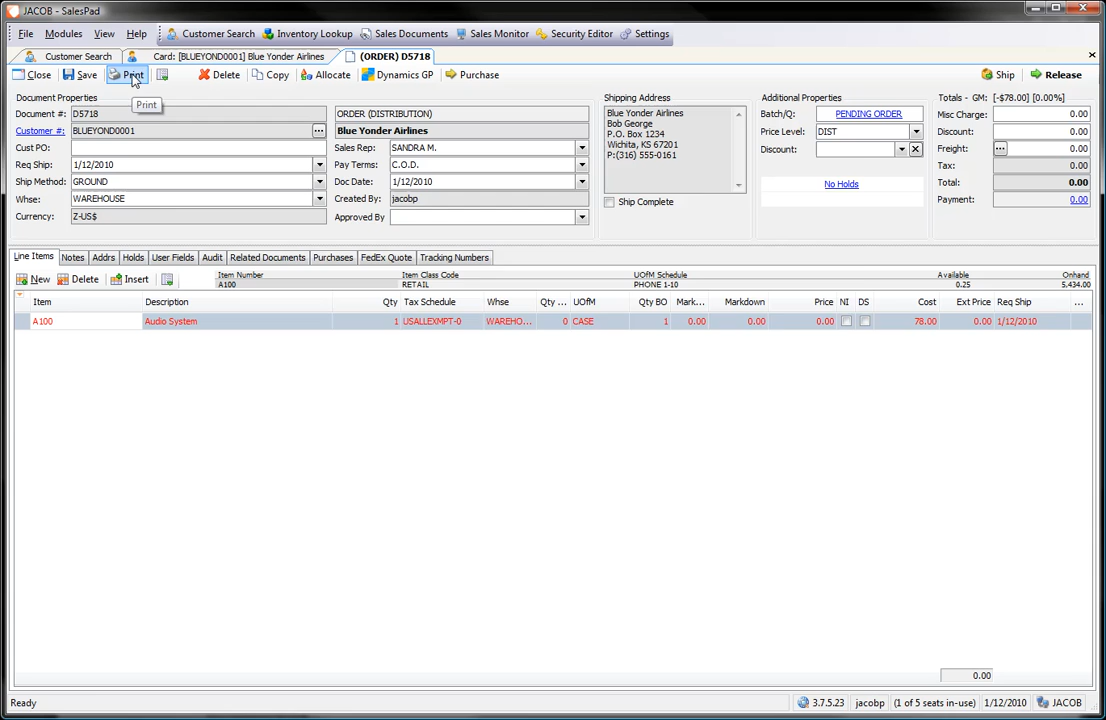 JACOB - SalesPad
File Modules View Help Customer Search Inventory Lookup Sales Documents Sales Monitor Security Editor Settings
Customer Search Card: [BLUEYOND0001] Blue Yonder Airlines (ORDER) D5718
Close Save Print Delete Copy Allocate Dynamics GP Purchase Ship Release
Print
Document Properties Shipping Address Additional Properties Totals - GM: [-$78.00] [0.00%]
Document #: D5718 ORDER (DISTRIBUTION) Blue Yonder Airlines Batch/Q: PENDING ORDER Misc Charge: 0.00
Customer #: BLUEYOND0001 Blue Yonder Airlines Bob George Price Level: DIST Discount: 0.00
Cust PO: Sales Rep: SANDRA M. P.O. Box 1234 Discount: Freight: 0.00
Req Ship: 1/12/2010 Pay Terms: C.O.D. Wichita, KS 67201 Tax: 0.00
Ship Method: GROUND Doc Date: 1/12/2010 P:(316) 555-0161 No Holds Total: 0.00
Whse: WAREHOUSE Created By: jacobp Ship Complete Payment: 0.00
Currency: Z-US$ Approved By
Line Items Notes Addrs Holds User Fields Audit Related Documents Purchases FedEx Quote Tracking Numbers
New Delete Insert Item Number Item Class Code UOfM Schedule Available Onhand
A100 RETAIL PHONE 1-10 0.25 5,434.00
Item Description Qty Tax Schedule Whse Qty ... UOfM Qty BO Mark... Markdown Price NI DS Cost Ext Price Req Ship ...
A100 Audio System 1 USALLEXMPT-0 WAREHO... 0 CASE 1 0.00 0.00 0.00 78.00 0.00 1/12/2010
0.00
Ready 3.7.5.23 jacobp (1 of 5 seats in-use) 1/12/2010 JACOB